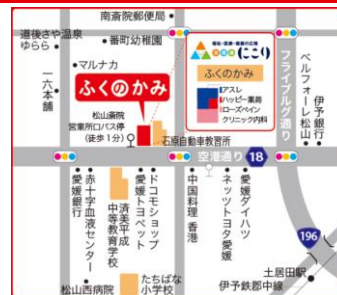 南斎院郵便局
道後さや温泉
ゆらら
番町幼稚園
マルナカ
一六本舗
ふくのかみ
松山斎院
営業所口バス停
(徒歩1分)
石原自動車教習所
福祉・医療・健康の広場
にこり
ふくのかみ
アスレ
ハッピー薬局
ローズペイン
クリニック内科
フライブルグ通り
ベルフォーレ松山
伊予銀行
空港通り 18
愛媛銀行
赤十字血液センター
済美平成
中等教育学校
愛媛トヨペット
ドコモショップ
中国料理 香港
ネッツトヨタ愛媛
愛媛ダイハツ
196
土居田駅
伊予鉄郡中線
松山西病院
たちばな
小学校